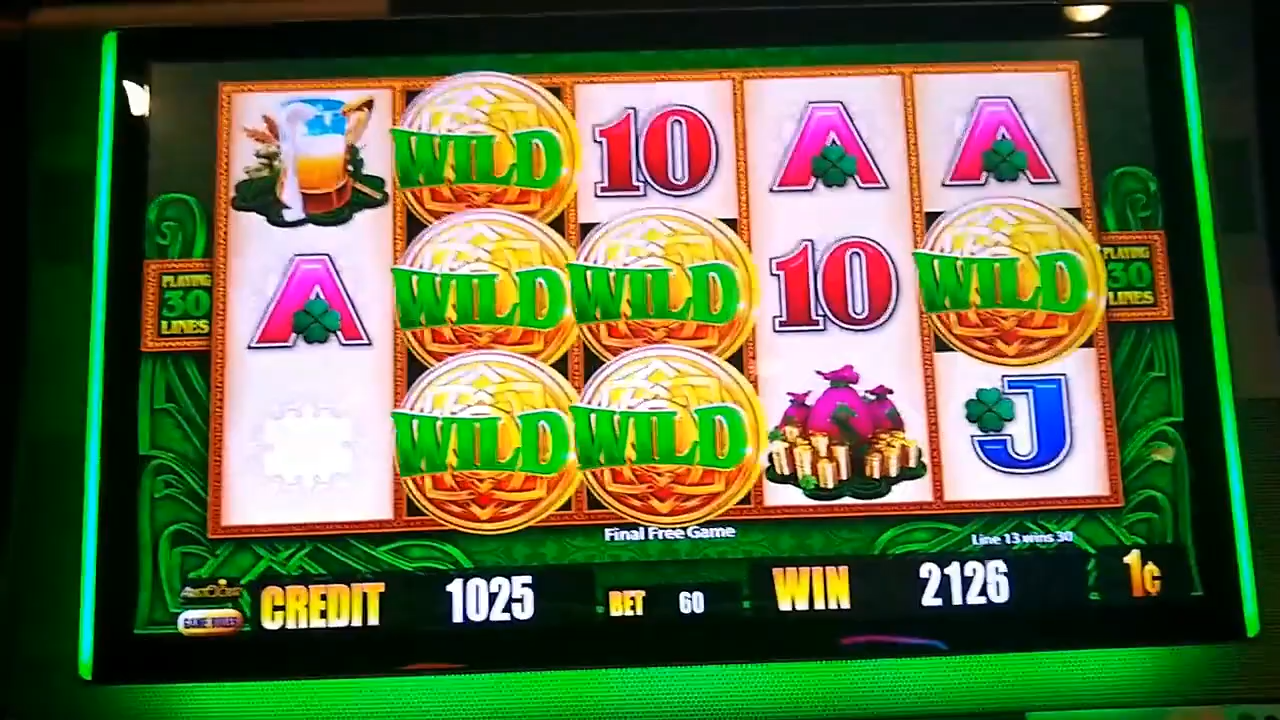 WILD 10 A A
A WILD WILD 10 WILD
WILD WILD J
PLAYING
30
LINES
PLAYING
30
LINES
Final Free Game
Line 13 wins 30
CREDIT 1025 BET 60 WIN 2126 1¢